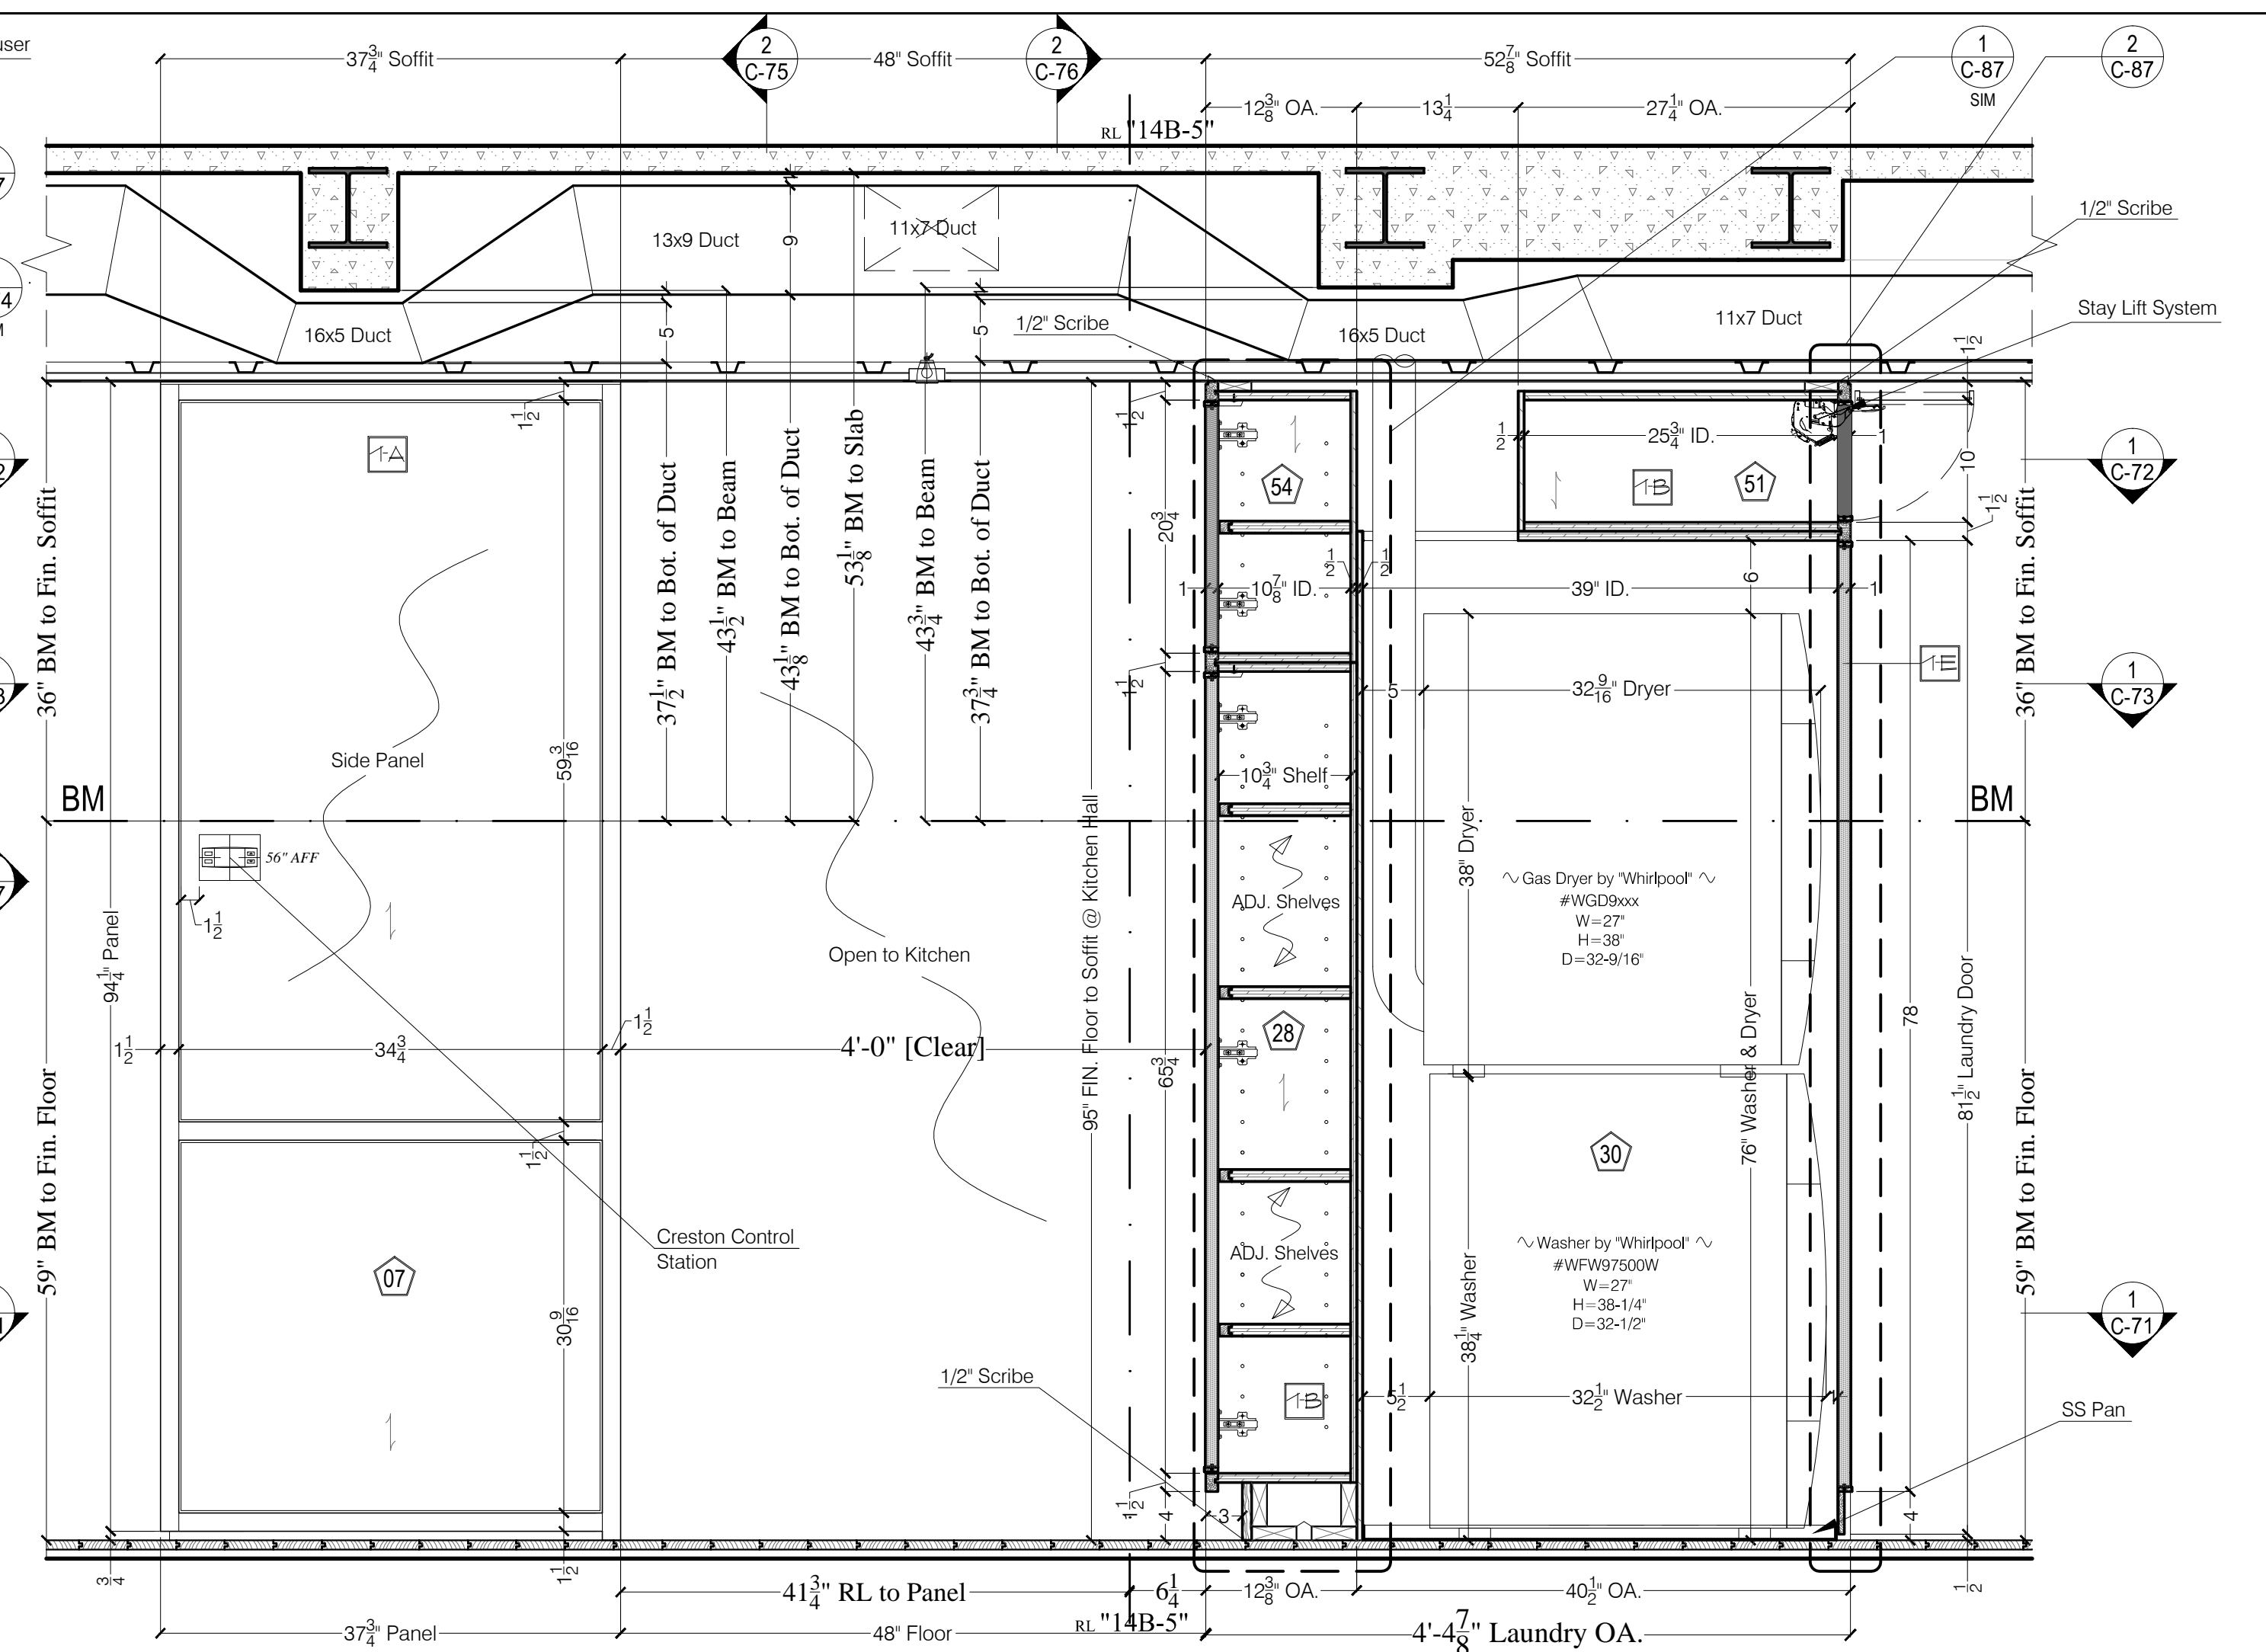 user
37 3/4" Soffit
2
C-75
48" Soffit
2
C-76
52 7/8" Soffit
1
C-87
SIM
2
C-87
12 3/8" OA.
13 1/4
27 1/4" OA.
RL "14B-5"
1/2" Scribe
13x9 Duct
9
11x7 Duct
16x5 Duct
5
5
1/2" Scribe
16x5 Duct
11x7 Duct
Stay Lift System
1 1/2
1 1/2
1 1/2
1-A
1/2
25 3/4" ID.
1
10
1 1/2
1
C-72
54
1-B
51
36" BM to Fin. Soffit
37 1/2" BM to Bot. of Duct
43 1/2" BM to Beam
43 1/8" BM to Bot. of Duct
53 1/8" BM to Slab
43 3/4" BM to Beam
37 3/4" BM to Bot. of Duct
20 3/4
36" BM to Fin. Soffit
1
10 7/8" ID.
1/2
1/2
39" ID.
1
6
1-E
1 1/2
5
32 9/16" Dryer
1
C-73
Side Panel
59 3/16
10 3/4" Shelf
BM
BM
56" AFF
38" Dryer
Gas Dryer by "Whirlpool"
#WGD9xxx
W=27"
H=38"
D=32-9/16"
ADJ. Shelves
1 1/2
94 1/4" Panel
Open to Kitchen
95" FIN. Floor to Soffit @ Kitchen Hall
1 1/2
34 3/4
1 1/2
4'-0" [Clear]
28
65 3/4
76" Washer & Dryer
78
81 1/2" Laundry Door
59" BM to Fin. Floor
59" BM to Fin. Floor
1 1/2
30
Creston Control
Station
07
30 9/16
ADJ. Shelves
38 1/4" Washer
Washer by "Whirlpool"
#WFW97500W
W=27"
H=38-1/4"
D=32-1/2"
1
C-71
1/2" Scribe
1-B
5 1/2
32 1/2" Washer
SS Pan
1 1/2
4
3
4
3/4
1 1/2
1/2
41 3/4" RL to Panel
6 1/4
12 3/8" OA.
40 1/2" OA.
37 3/4" Panel
48" Floor
RL "14B-5"
4'-4 7/8" Laundry OA.